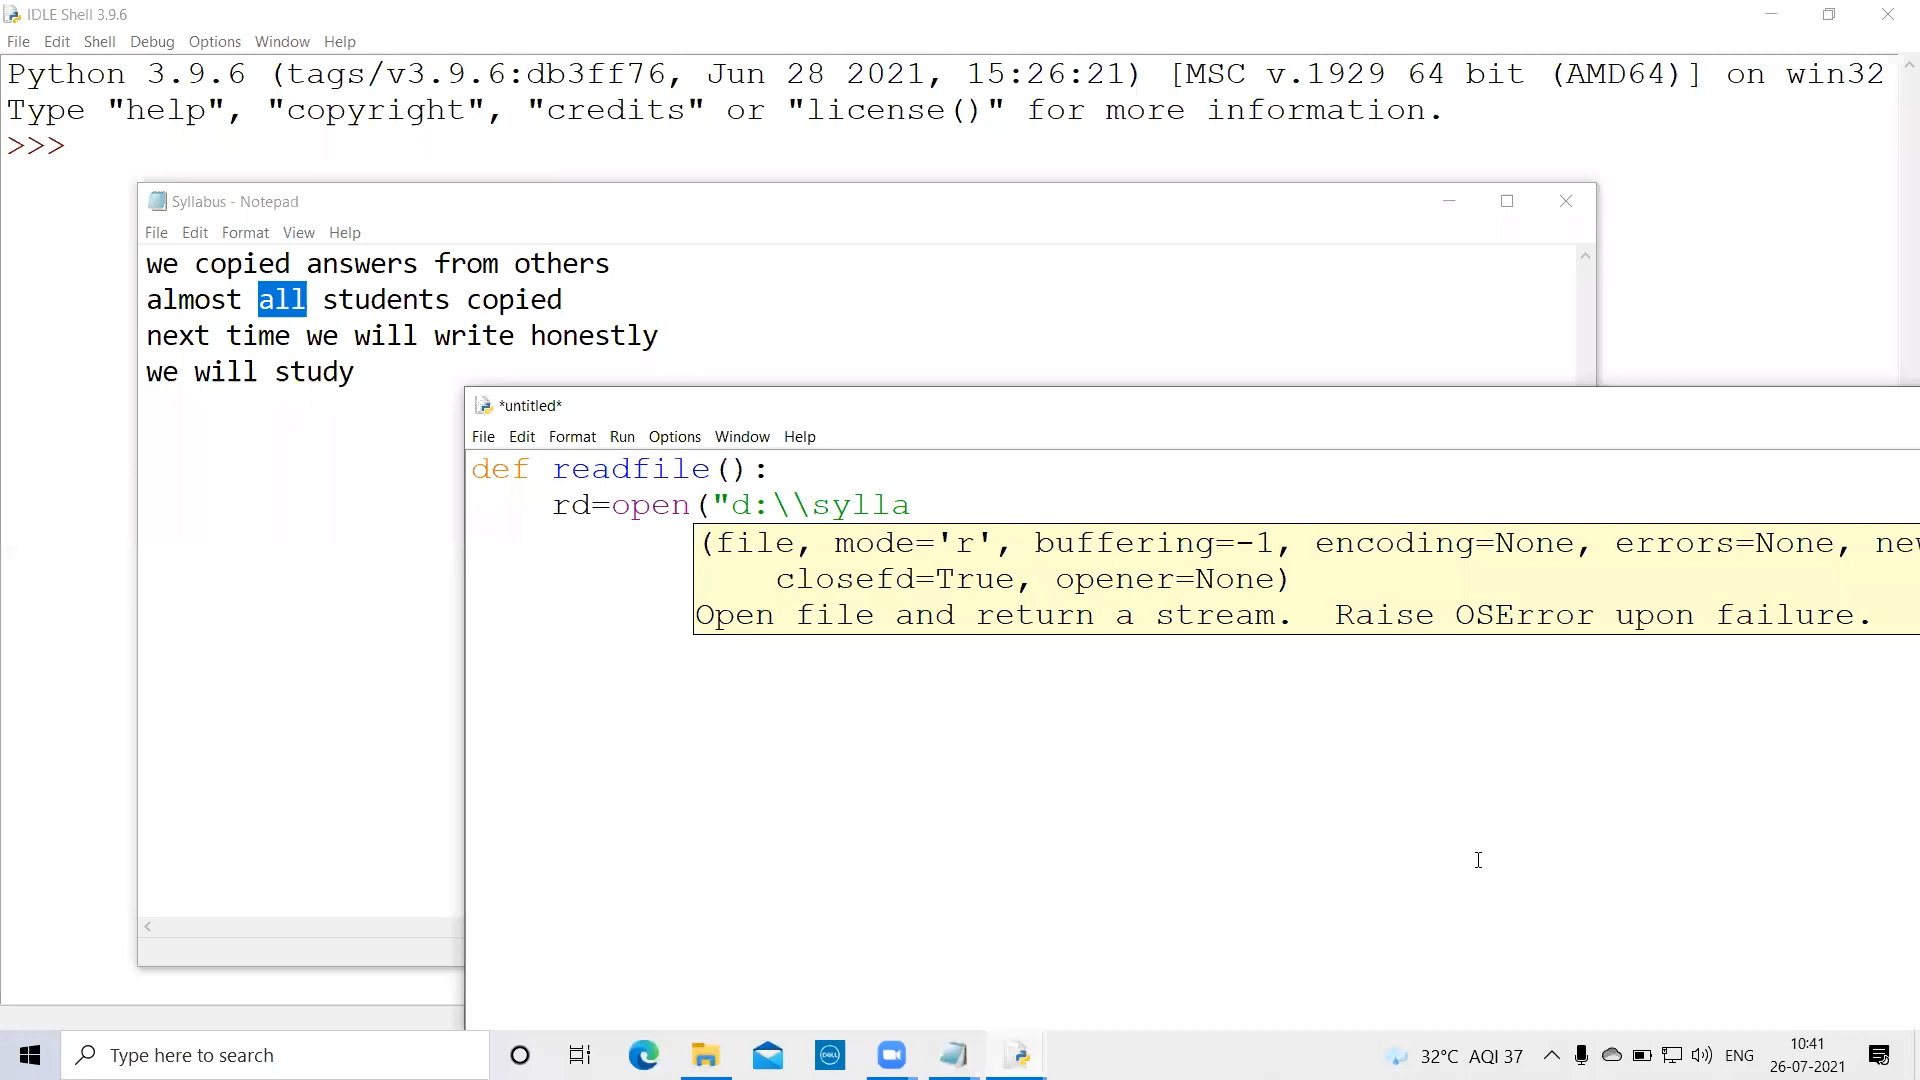 IDLE Shell 3.9.6
File Edit Shell Debug Options Window Help
Python 3.9.6 (tags/v3.9.6:db3ff76, Jun 28 2021, 15:26:21) [MSC v.1929 64 bit (AMD64)] on win32
Type "help", "copyright", "credits" or "license()" for more information.
>>>
Syllabus - Notepad
File Edit Format View Help
we copied answers from others
almost all students copied
next time we will write honestly
we will study
*untitled*
File Edit Format Run Options Window Help
def readfile():
rd=open("d:\\sylla
(file, mode='r', buffering=-1, encoding=None, errors=None, new
closefd=True, opener=None)
Open file and return a stream. Raise OSError upon failure.
Type here to search
DELL
32°C AQI 37
ENG
10:41
26-07-2021